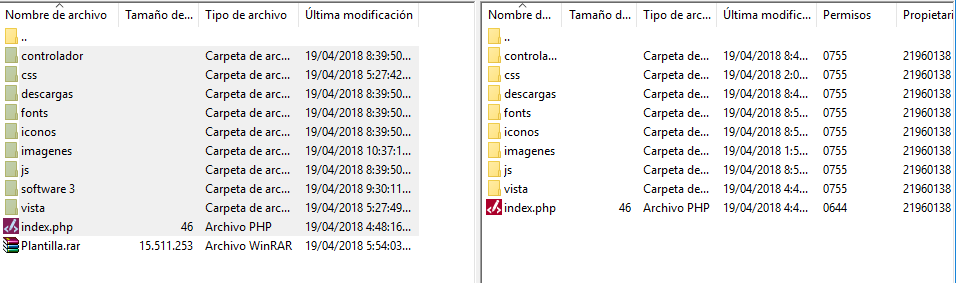 Nombre de archivo Tamaño de... Tipo de archivo Última modificación
..
controlador Carpeta de arc... 19/04/2018 8:39:50...
css Carpeta de arc... 19/04/2018 5:27:42...
descargas Carpeta de arc... 19/04/2018 8:39:50...
fonts Carpeta de arc... 19/04/2018 8:39:50...
iconos Carpeta de arc... 19/04/2018 8:39:50...
imagenes Carpeta de arc... 19/04/2018 10:37:1...
js Carpeta de arc... 19/04/2018 8:39:50...
software 3 Carpeta de arc... 19/04/2018 9:30:11...
vista Carpeta de arc... 19/04/2018 5:27:49...
index.php 46 Archivo PHP 19/04/2018 4:48:16...
Plantilla.rar 15.511.253 Archivo WinRAR 19/04/2018 5:54:03...
Nombre d... Tamaño d... Tipo de arc... Última modific... Permisos Propietari
..
controla... Carpeta de... 19/04/2018 8:4... 0755 21960138
css Carpeta de... 19/04/2018 2:0... 0755 21960138
descargas Carpeta de... 19/04/2018 8:4... 0755 21960138
fonts Carpeta de... 19/04/2018 8:5... 0755 21960138
iconos Carpeta de... 19/04/2018 8:5... 0755 21960138
imagenes Carpeta de... 19/04/2018 1:5... 0755 21960138
js Carpeta de... 19/04/2018 8:5... 0755 21960138
vista Carpeta de... 19/04/2018 4:4... 0755 21960138
index.php 46 Archivo PHP 19/04/2018 4:4... 0644 21960138